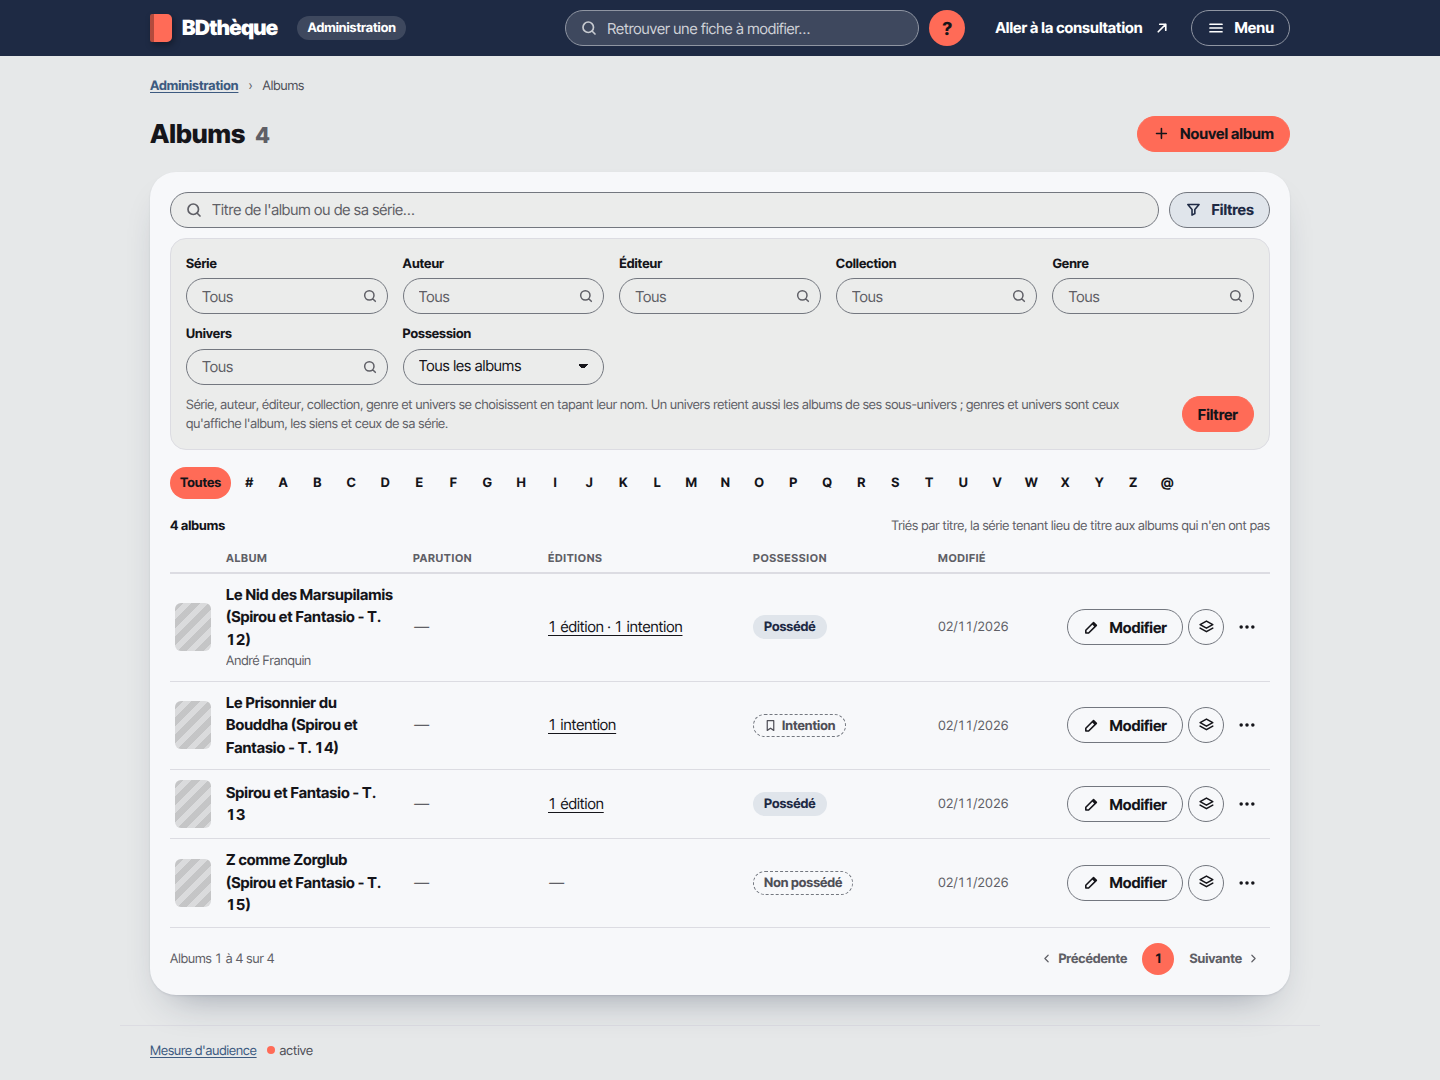 BDthèque
Administration
Retrouver une fiche à modifier...
?
Aller à la consultation
Menu
Administration › Albums
Albums 4
Nouvel album
Titre de l'album ou de sa série...
Filtres
Série
Auteur
Éditeur
Collection
Genre
Tous
Tous
Tous
Tous
Tous
Univers
Possession
Tous
Tous les albums
Série, auteur, éditeur, collection, genre et univers se choisissent en tapant leur nom. Un univers retient aussi les albums de ses sous-univers ; genres et univers sont ceux
qu'affiche l'album, les siens et ceux de sa série.
Filtrer
Toutes # A B C D E F G H I J K L M N O P Q R S T U V W X Y Z @
4 albums
Triés par titre, la série tenant lieu de titre aux albums qui n'en ont pas
ALBUM PARUTION ÉDITIONS POSSESSION MODIFIÉ
Le Nid des Marsupilamis
(Spirou et Fantasio - T.
12)
André Franquin
—
1 édition · 1 intention
Possédé
02/11/2026
Modifier
Le Prisonnier du
Bouddha (Spirou et
Fantasio - T. 14)
—
1 intention
Intention
02/11/2026
Modifier
Spirou et Fantasio - T.
13
—
1 édition
Possédé
02/11/2026
Modifier
Z comme Zorglub
(Spirou et Fantasio - T.
15)
—
—
Non possédé
02/11/2026
Modifier
Albums 1 à 4 sur 4
‹ Précédente 1 Suivante ›
Mesure d'audience
active